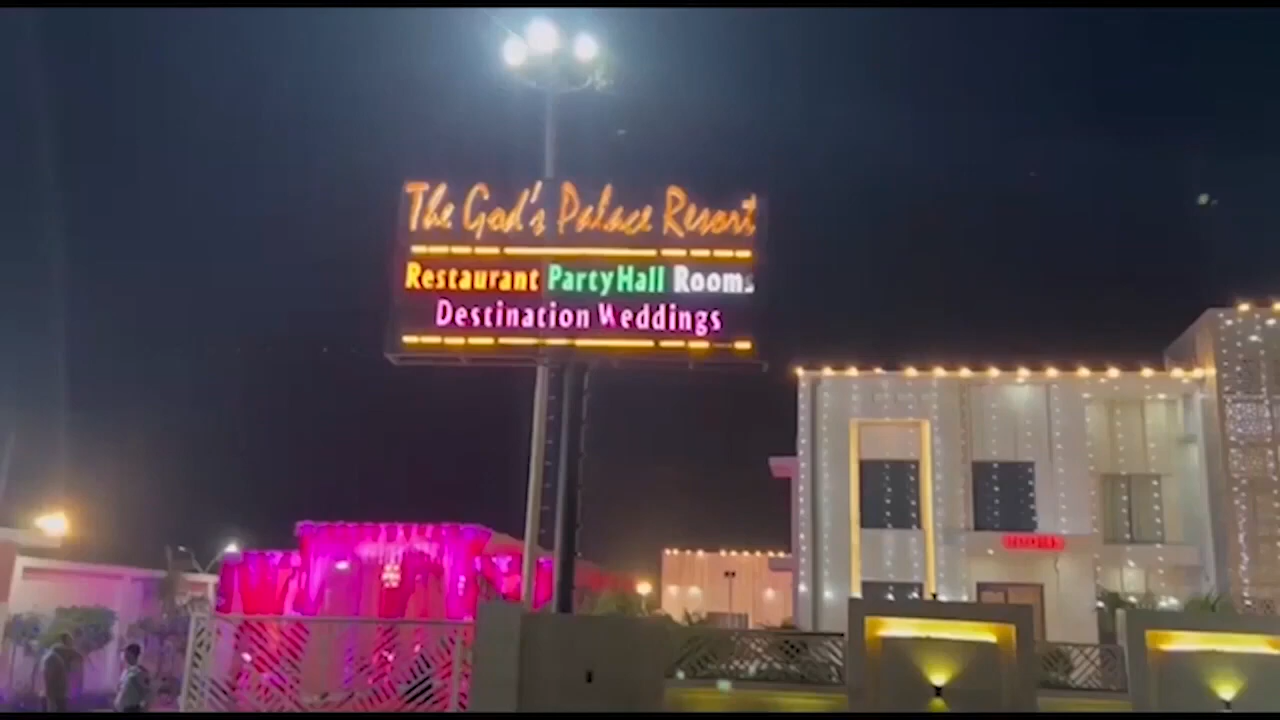 The God's Palace Resort
Restaurant PartyHall Rooms
Destination Weddings